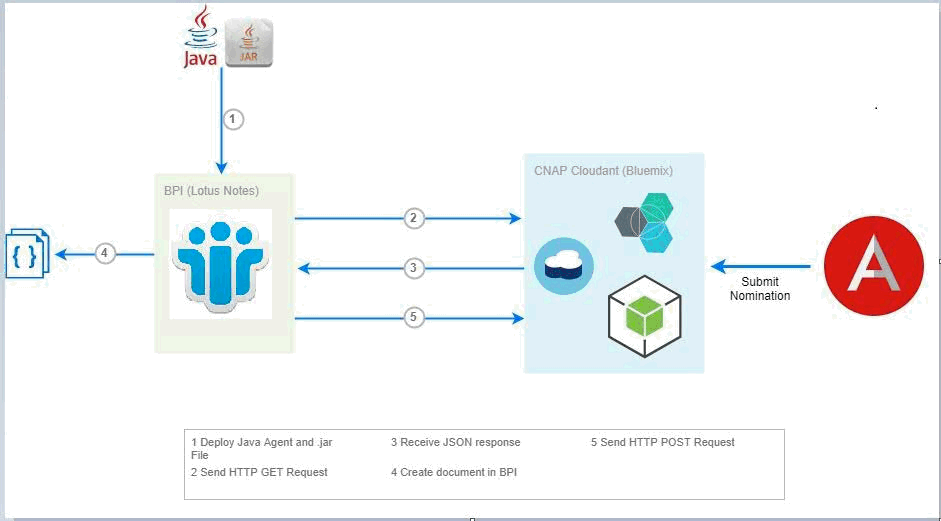 Java
JAR
1
BPI (Lotus Notes)
CNAP Cloudant (Bluemix)
2
4
{ }
3
A
Submit
Nomination
5
1 Deploy Java Agent and .jar
File
2 Send HTTP GET Request
3 Receive JSON response
4 Create document in BPI
5 Send HTTP POST Request